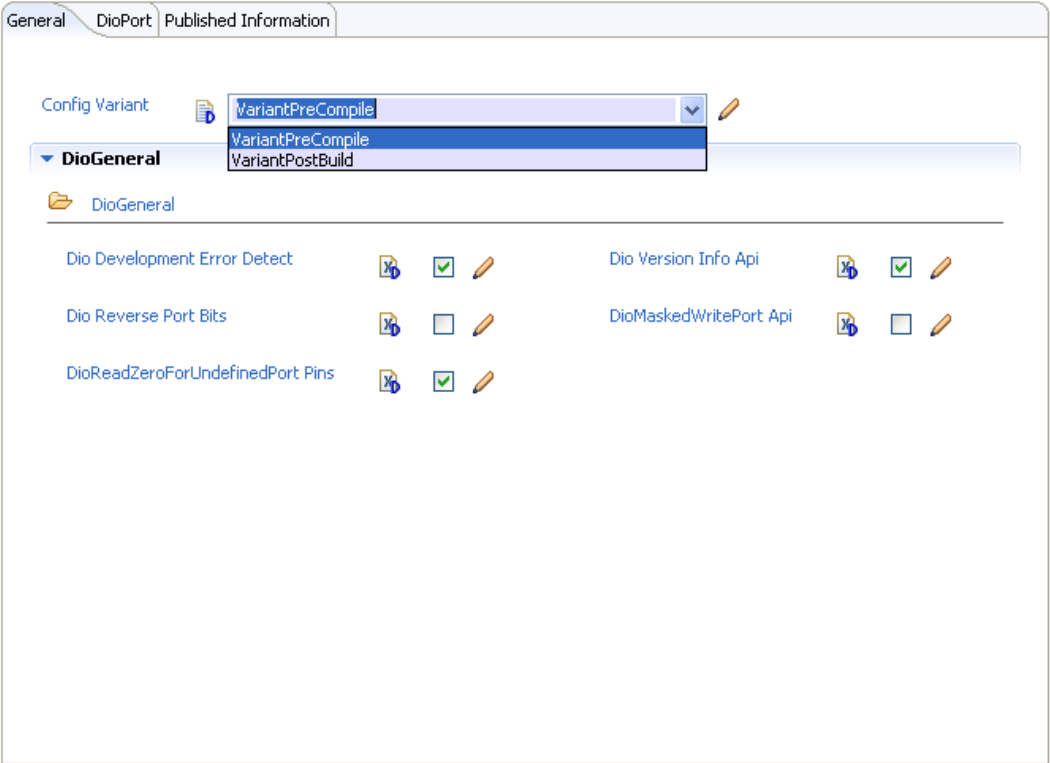 General DioPort Published Information
Config Variant VariantPreCompile
VariantPreCompile
VariantPostBuild
DioGeneral
DioGeneral
Dio Development Error Detect Dio Version Info Api
Dio Reverse Port Bits DioMaskedWritePort Api
DioReadZeroForUndefinedPort Pins